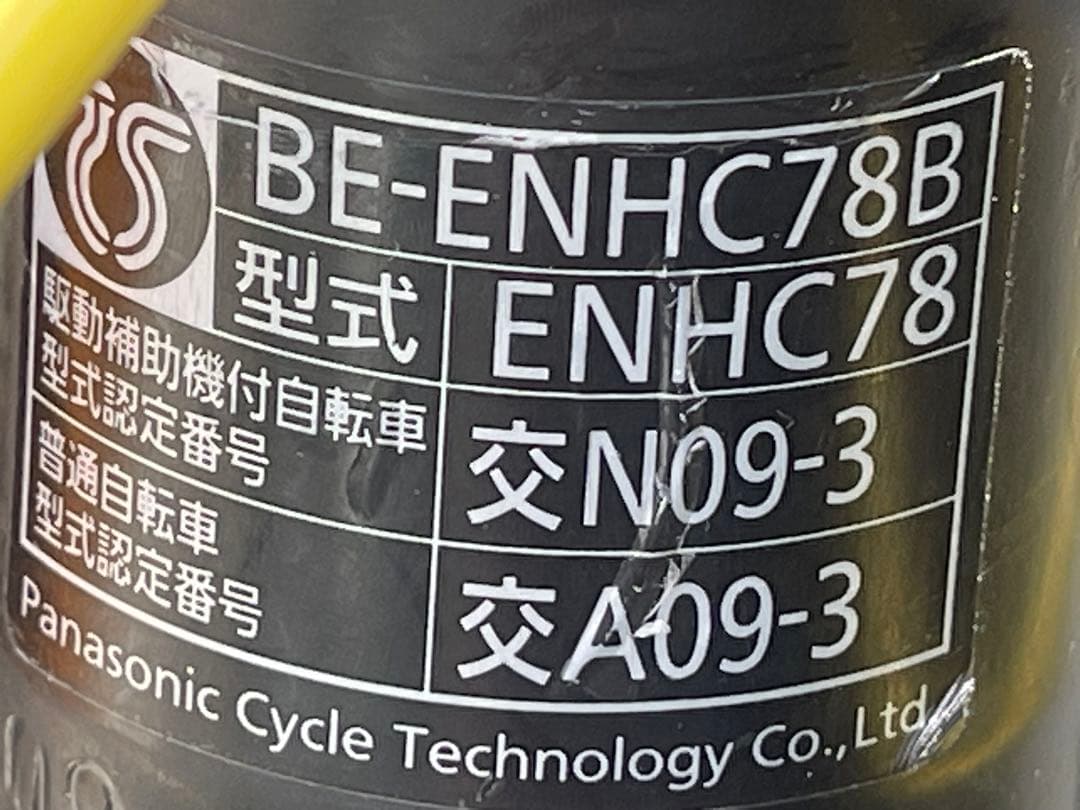 TS
BE-ENHC78B
型式 ENHC78
駆動補助機付自転車
型式認定番号
交N09-3
普通自転車
型式認定番号
交A09-3
Panasonic Cycle Technology Co.,Ltd.